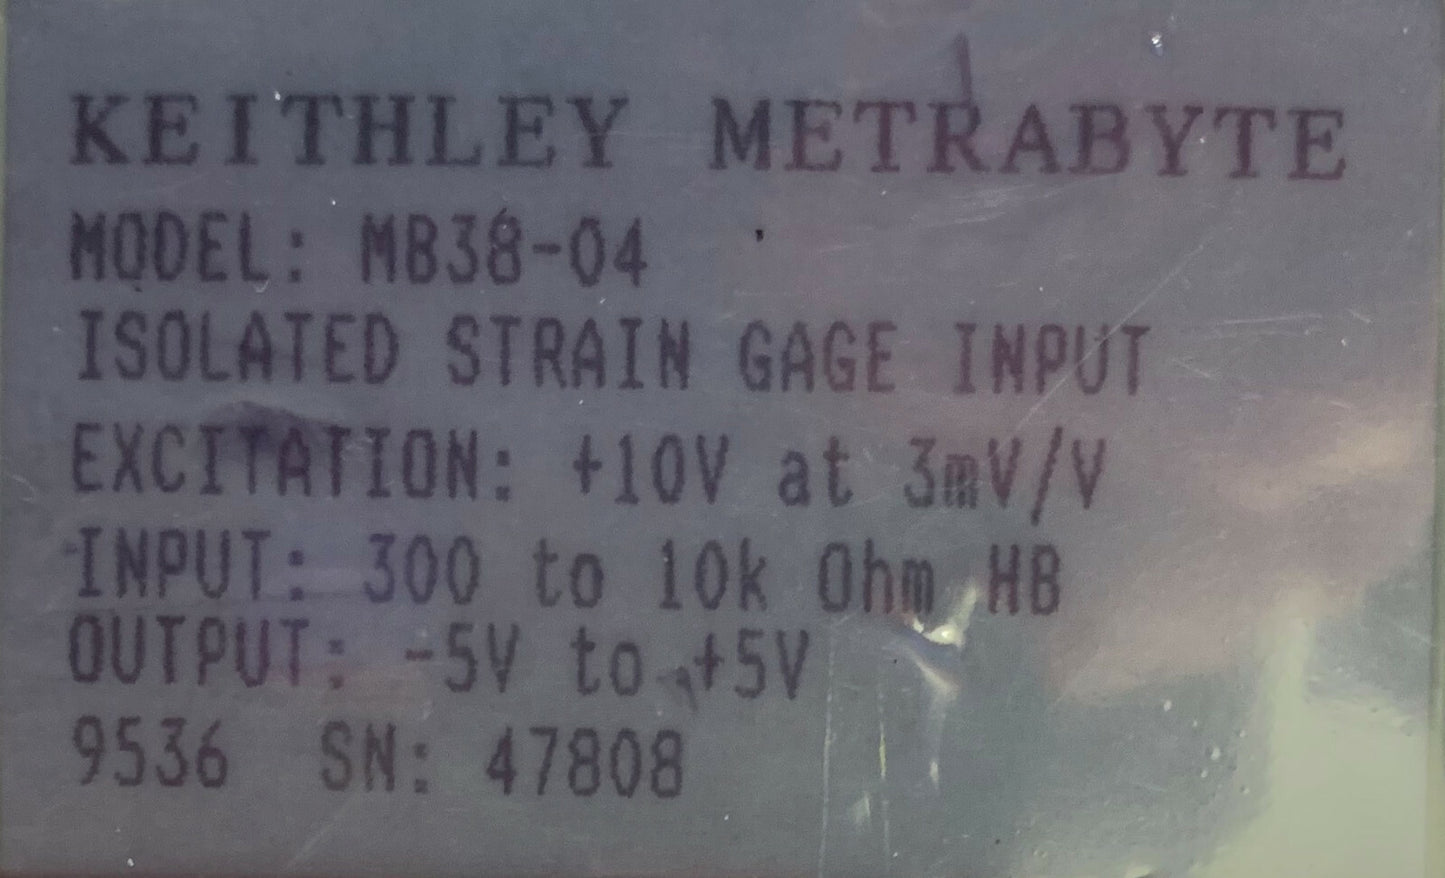 KEITHLEY METRABYTE
MODEL: MB38-04
ISOLATED STRAIN GAGE INPUT
EXCITATION: +10V at 3mV/V
INPUT: 300 to 10k Ohm HB
OUTPUT: -5V to +5V
9536 SN: 47808